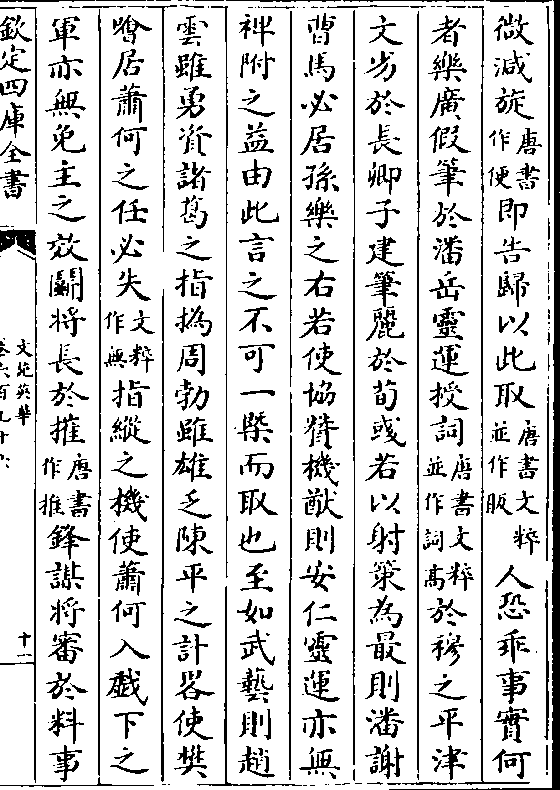 微減旋唐書作便即告歸以此取唐書文粹並作服人恐乖事實何
者樂廣假筆於潘岳靈運授詞唐書文粹並作詞高於穆之平津
文劣於長卿子建筆麗於荀彧若以射策為最則潘謝
曹馬必居孫樂之右若使協贊機猷則安仁靈運亦無
裨附之益由此言之不可一槩而取也至如武藝則趙
雲雖勇資諸葛之指撝周勃雖雄乏陳平之計畧使樊
噲居蕭何之任必失文粹作無指縱之機使蕭何入戲下之
軍亦無免主之效鬬將長於摧唐書作推鋒謀將審於料事
欽定四庫全書
文苑英華
卷六百九十
十二